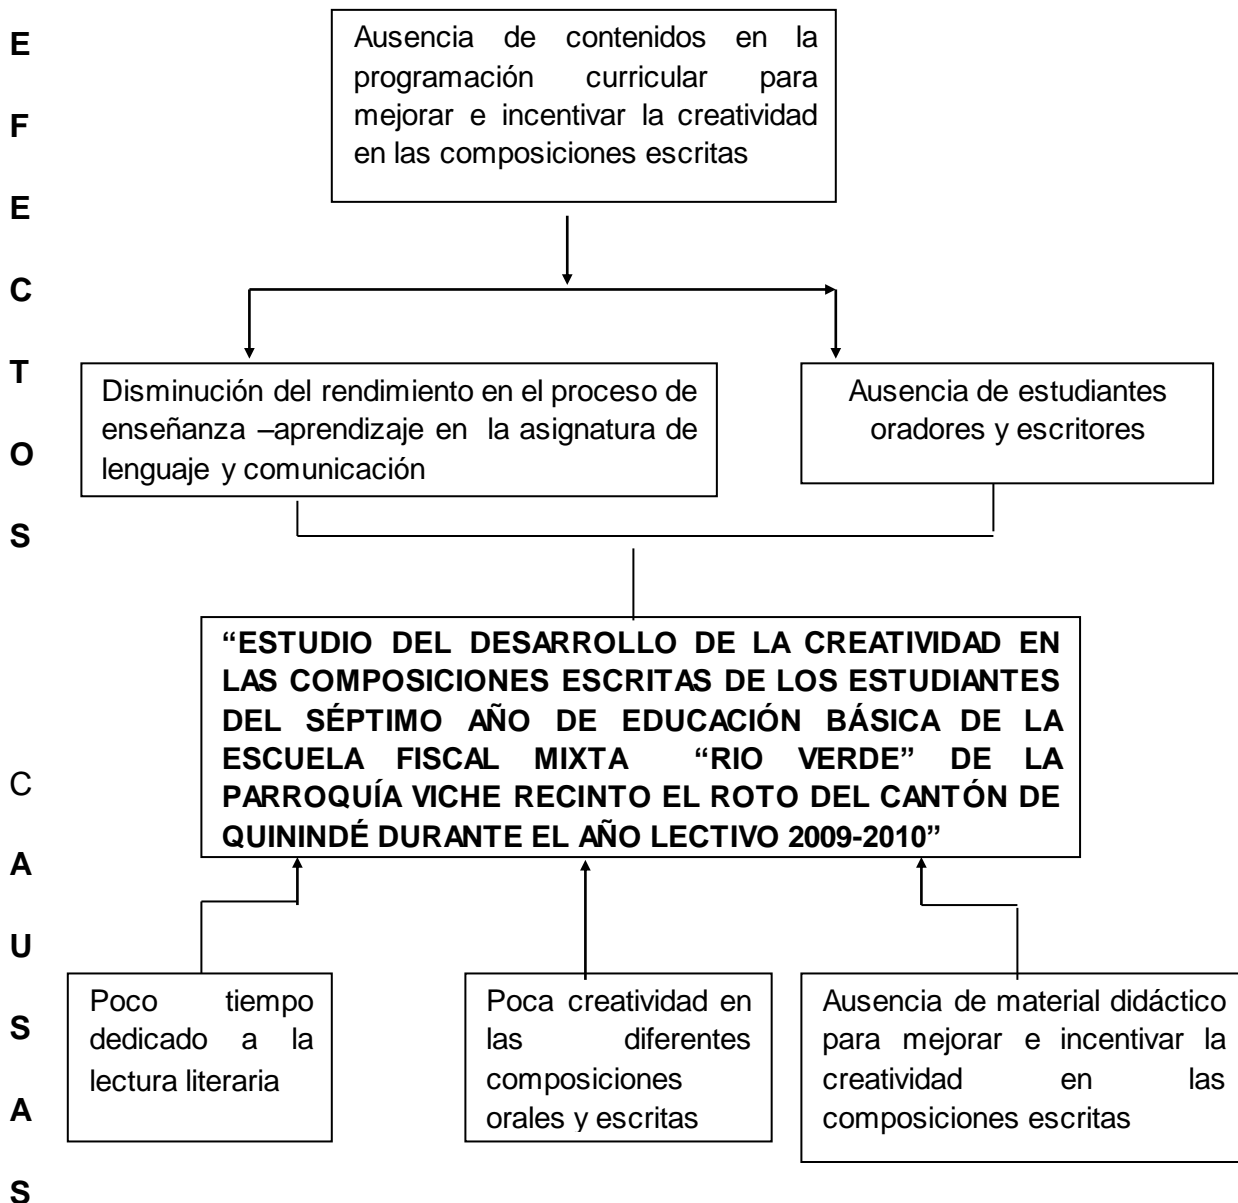 E
F
E
C
T
O
S
Ausencia de contenidos en la
programación curricular para
mejorar e incentivar la creatividad
en las composiciones escritas
Disminución del rendimiento en el proceso de
enseñanza –aprendizaje en la asignatura de
lenguaje y comunicación
Ausencia de estudiantes
oradores y escritores
“ESTUDIO DEL DESARROLLO DE LA CREATIVIDAD EN
LAS COMPOSICIONES ESCRITAS DE LOS ESTUDIANTES
DEL SÉPTIMO AÑO DE EDUCACIÓN BÁSICA DE LA
ESCUELA FISCAL MIXTA “RIO VERDE” DE LA
PARROQUÍA VICHE RECINTO EL ROTO DEL CANTÓN DE
QUININDÉ DURANTE EL AÑO LECTIVO 2009-2010”
C
A
U
S
A
S
Poco tiempo
dedicado a la
lectura literaria
Poca creatividad en
las diferentes
composiciones
orales y escritas
Ausencia de material didáctico
para mejorar e incentivar la
creatividad en las
composiciones escritas